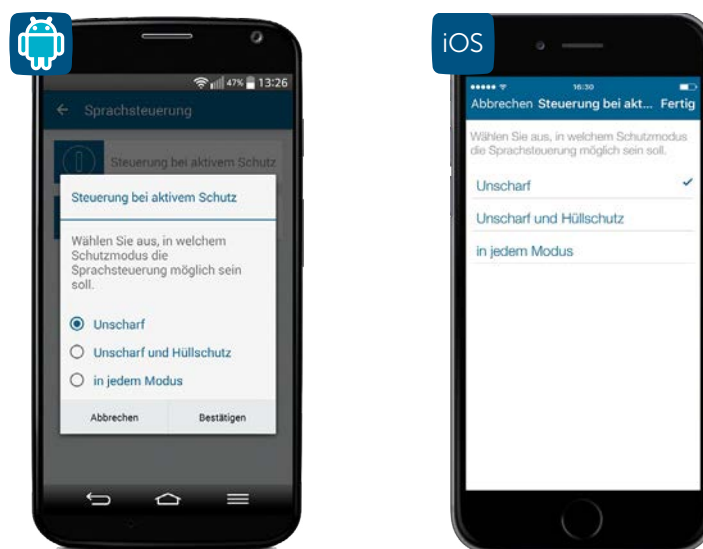 47% 13:26
Sprachsteuerung
Steuerung bei aktivem Schutz
Steuerung bei aktivem Schutz
Wählen Sie aus, in welchem
Schutzmodus die
Sprachsteuerung möglich sein
soll.
Unscharf
Unscharf und Hüllschutz
in jedem Modus
Abbrechen Bestätigen
iOS
16:30
Abbrechen Steuerung bei akt... Fertig
Wählen Sie aus, in welchem Schutzmodus
die Sprachsteuerung möglich sein soll.
Unscharf
Unscharf und Hüllschutz
in jedem Modus